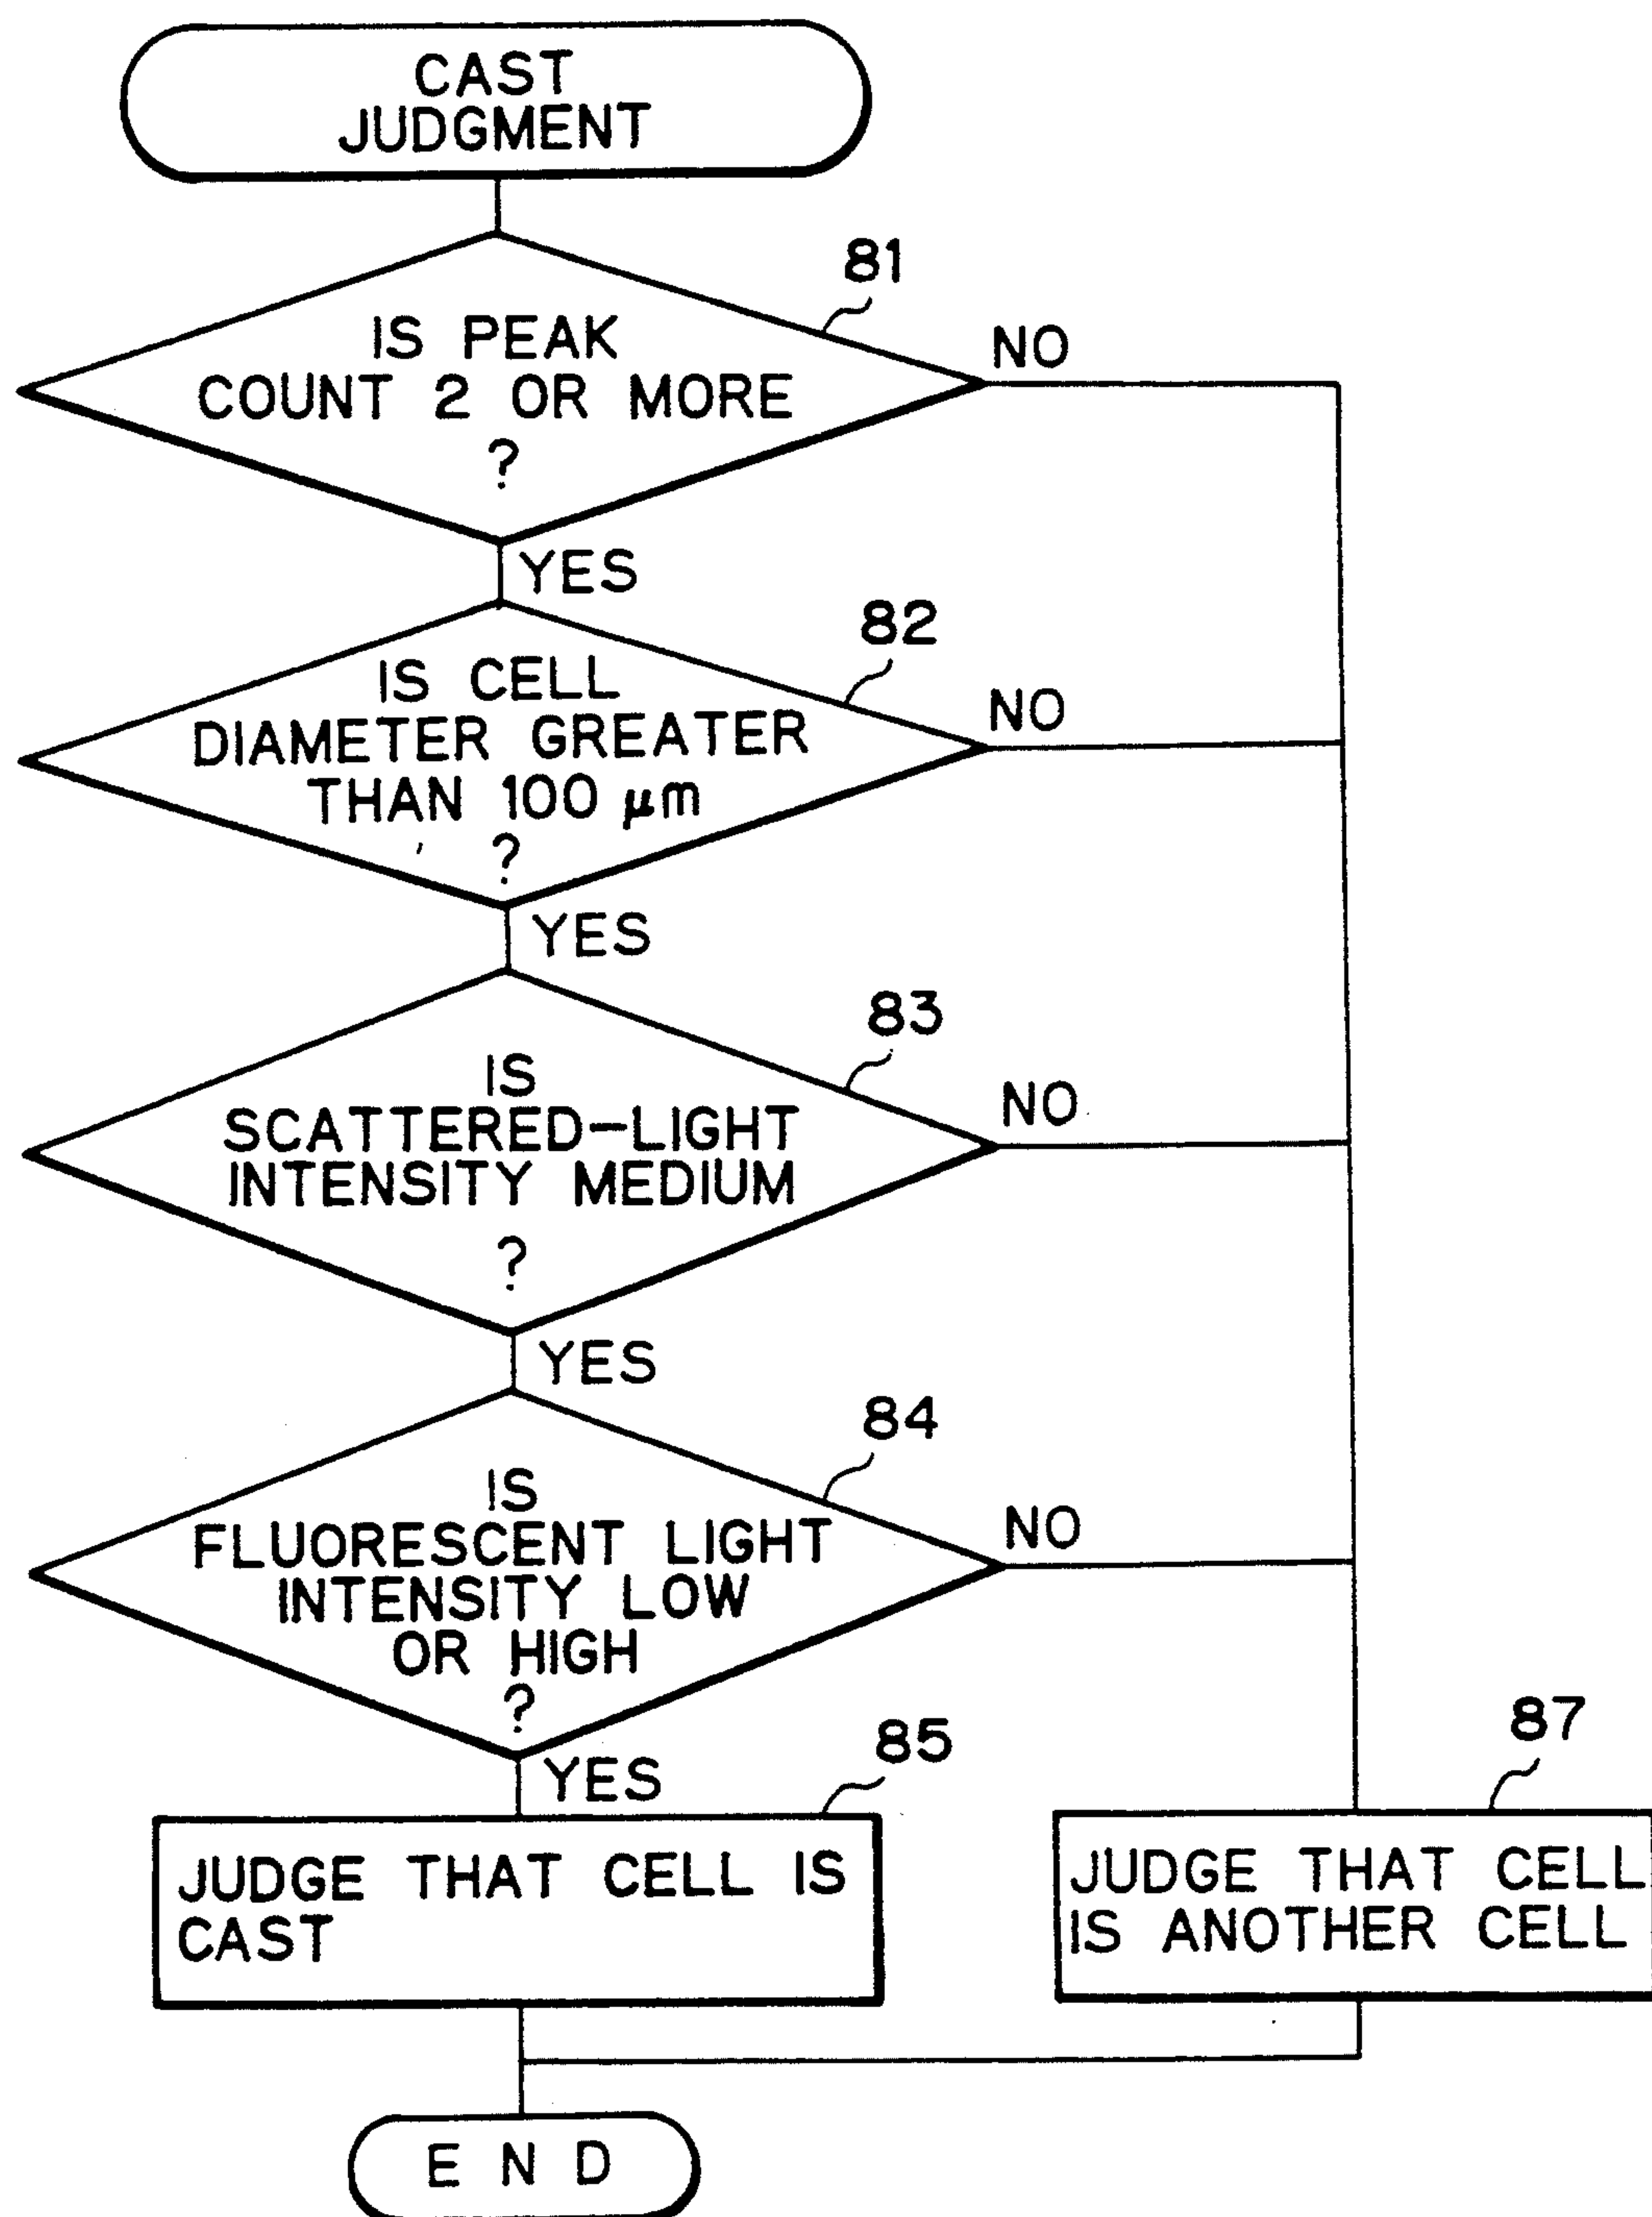 CAST
JUDGMENT
81
IS PEAK
COUNT 2 OR MORE
?
NO
YES
82
IS CELL
DIAMETER GREATER
THAN 100 μm
?
NO
YES
83
IS
SCATTERED-LIGHT
INTENSITY MEDIUM
?
NO
YES
84
IS
FLUORESCENT LIGHT
INTENSITY LOW
OR HIGH
?
NO
YES
85
JUDGE THAT CELL IS
CAST
87
JUDGE THAT CELL
IS ANOTHER CELL
END